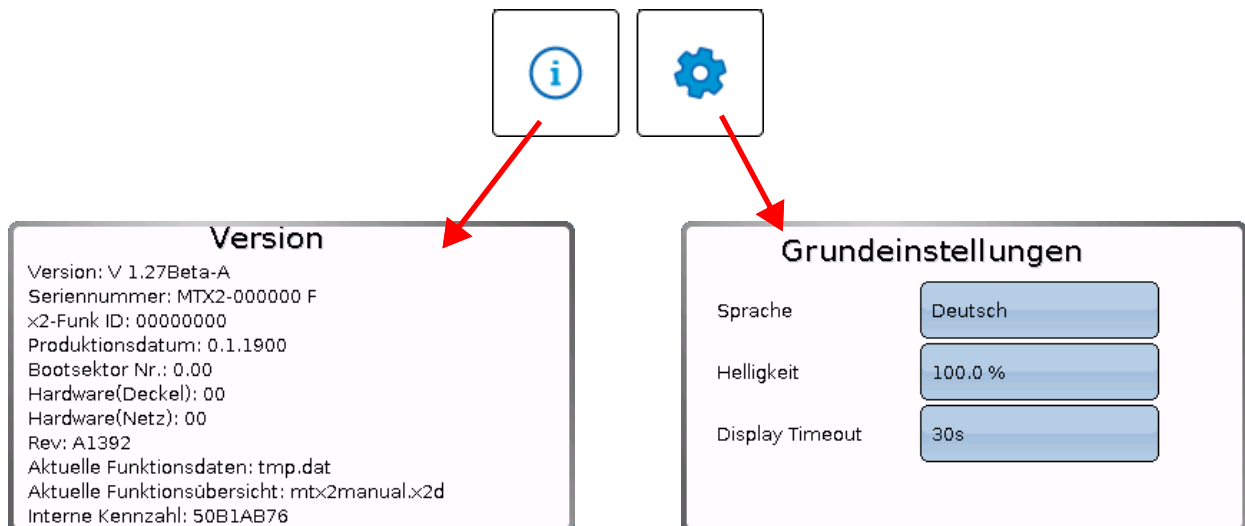 i
Version
Version: V 1.27Beta-A
Seriennummer: MTX2-000000 F
x2-Funk ID: 00000000
Produktionsdatum: 0.1.1900
Bootsektor Nr.: 0.00
Hardware(Deckel): 00
Hardware(Netz): 00
Rev: A1392
Aktuelle Funktionsdaten: tmp.dat
Aktuelle Funktionsübersicht: mtx2manual.x2d
Interne Kennzahl: 50B1AB76
Grundeinstellungen
Sprache Deutsch
Helligkeit 100.0 %
Display Timeout 30s